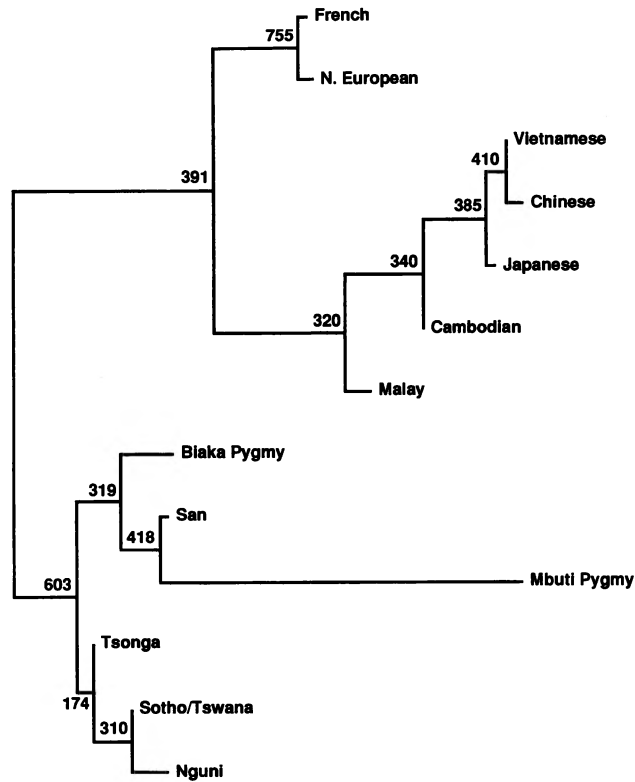 French
755
N. European
Vietnamese
410
391
Chinese
385
Japanese
340
320
Cambodian
Malay
Biaka Pygmy
319
San
418
Mbuti Pygmy
603
Tsonga
174
Sotho/Tswana
310
Nguni